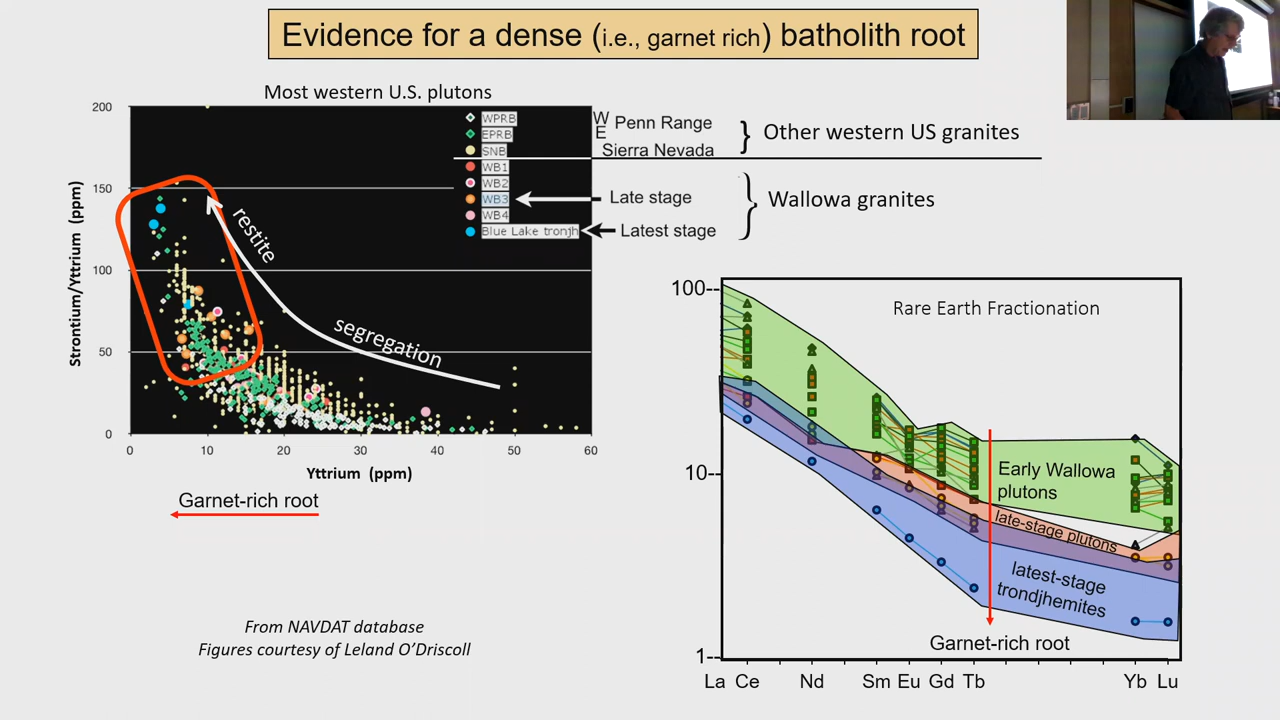 Evidence for a dense (i.e., garnet rich) batholith root
Most western U.S. plutons
200
150
100
50
0
Strontium/Yttrium (ppm)
0 10 20 30 40 50 60
Yttrium (ppm)
restite
segregation
WPRB
EPRB
SNB
WB1
WB2
WB3
WB4
Blue Lake tronjh
W
E Penn Range
Sierra Nevada
Other western US granites
Late stage
Latest stage
Wallowa granites
Garnet-rich root
From NAVDAT database
Figures courtesy of Leland O’Driscoll
Rare Earth Fractionation
100--
10--
1--
Early Wallowa
plutons
late-stage plutons
latest-stage
trondjhemites
Garnet-rich root
La Ce Nd Sm Eu Gd Tb Yb Lu